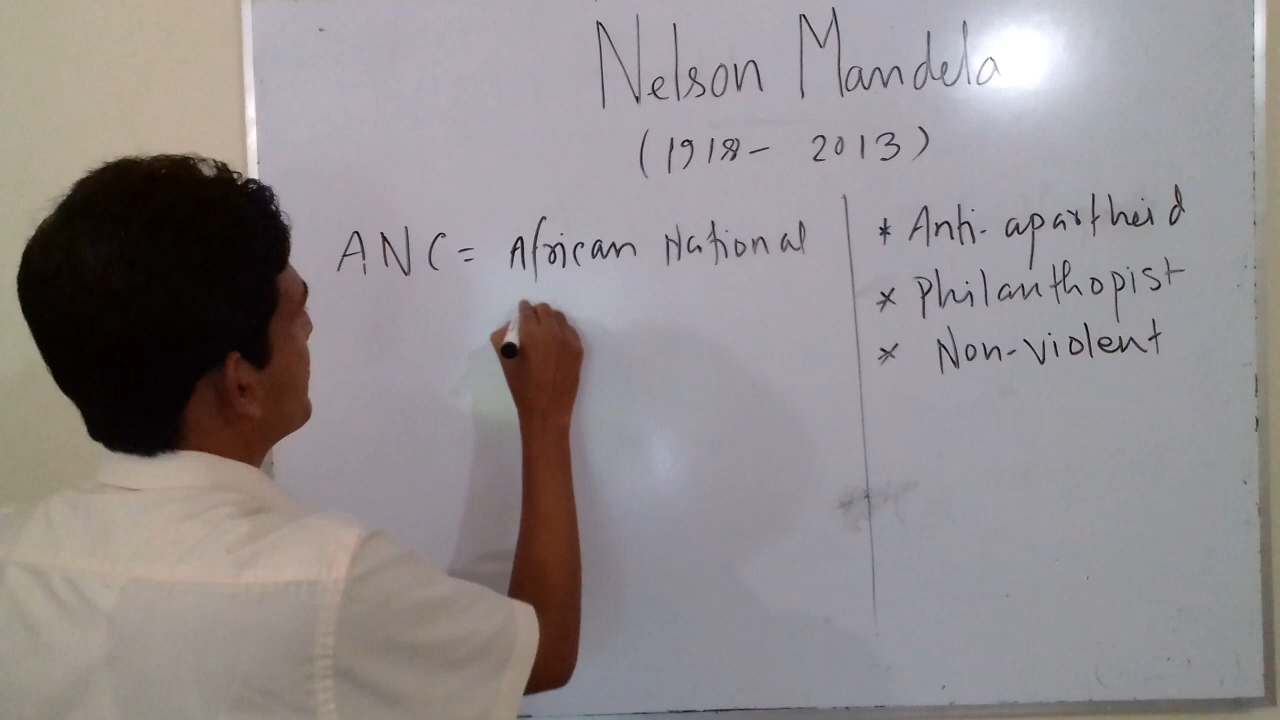 Nelson Mandela
(1918- 2013)
ANC= African National
* Anti-apartheid
* Philanthopist
* Non-violent